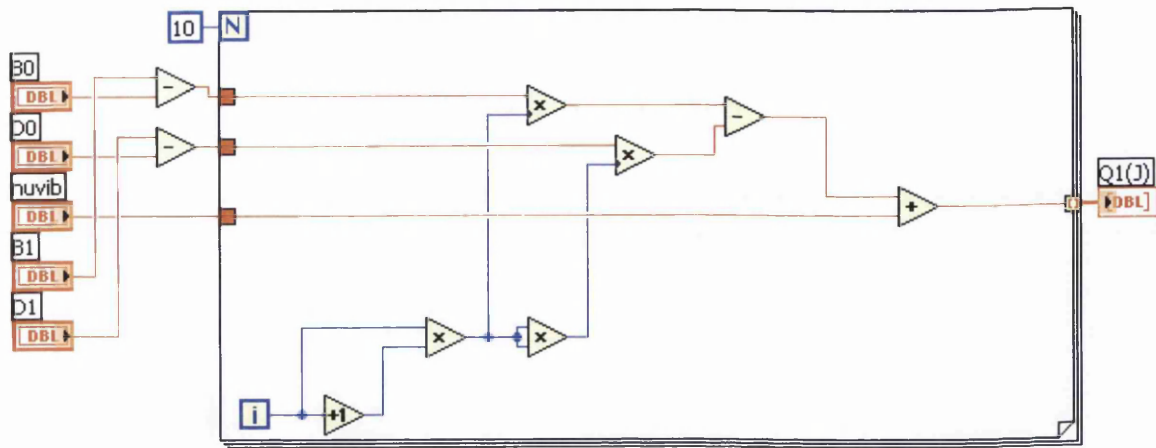 10
N
B0
DBL
D0
DBL
nuvib
DBL
B1
DBL
D1
DBL
-
-
×
×
-
+
×
×
i
+1
Q1(J)
DBL]